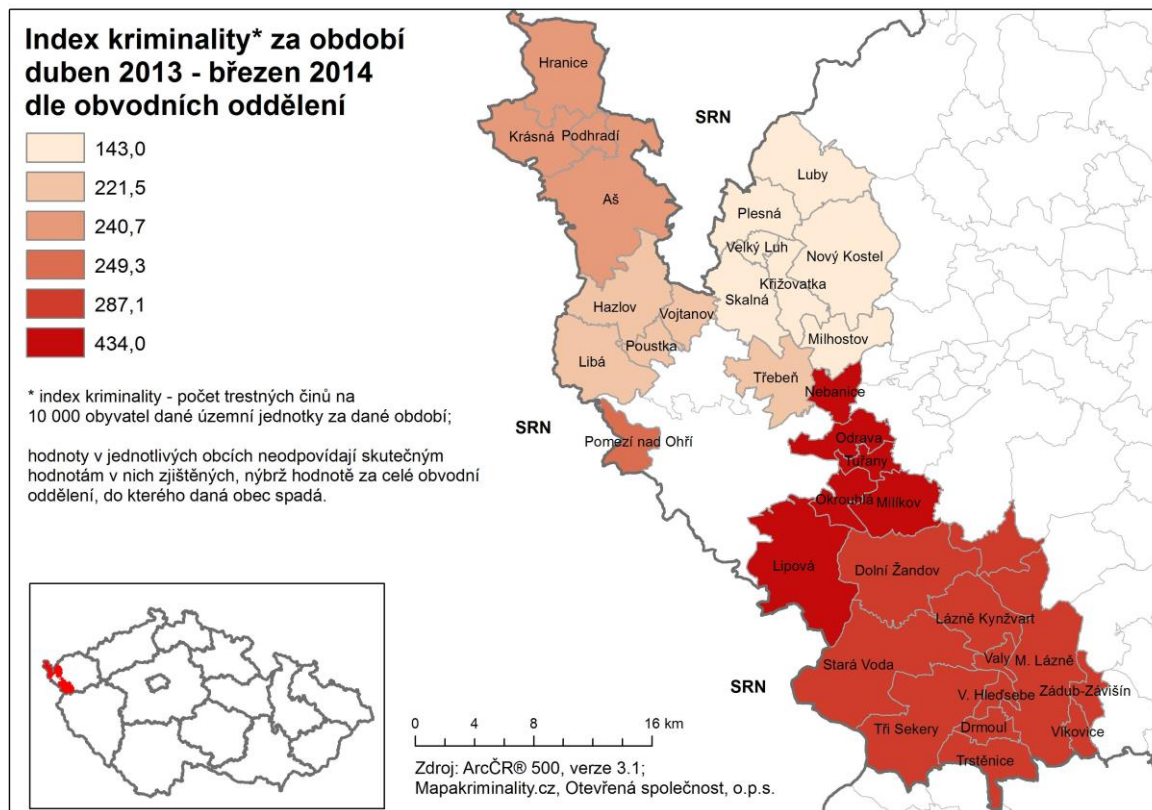 Index kriminality* za období
duben 2013 - březen 2014
dle obvodních oddělení
143,0
221,5
240,7
249,3
287,1
434,0
* index kriminality - počet trestných činů na
10 000 obyvatel dané územní jednotky za dané období;
hodnoty v jednotlivých obcích neodpovídají skutečným
hodnotám v nich zjištěných, nýbrž hodnotě za celé obvodní
oddělení, do kterého daná obec spadá.
Hranice
SRN
Krásná
Podhradí
Aš
Luby
Plesná
Velký Luh
Nový Kostel
Křižovatka
Skalná
Hazlov
Vojtanov
Poustka
Milhostov
Libá
Třebeň
Nebanice
SRN
Pomezí nad Ohří
Odrava
Tuřany
Okrouhlá
Milíkov
Lipová
Dolní Žandov
Lázně Kynžvart
Stará Voda
Valy
M. Lázně
SRN
V. Hleďsebe
Zádub-Závišín
Tři Sekery
Drmoul
Vlkovice
Trstěnice
0
4
8
16 km
Zdroj: ArcČR® 500, verze 3.1;
Mapakriminality.cz, Otevřená společnost, o.p.s.